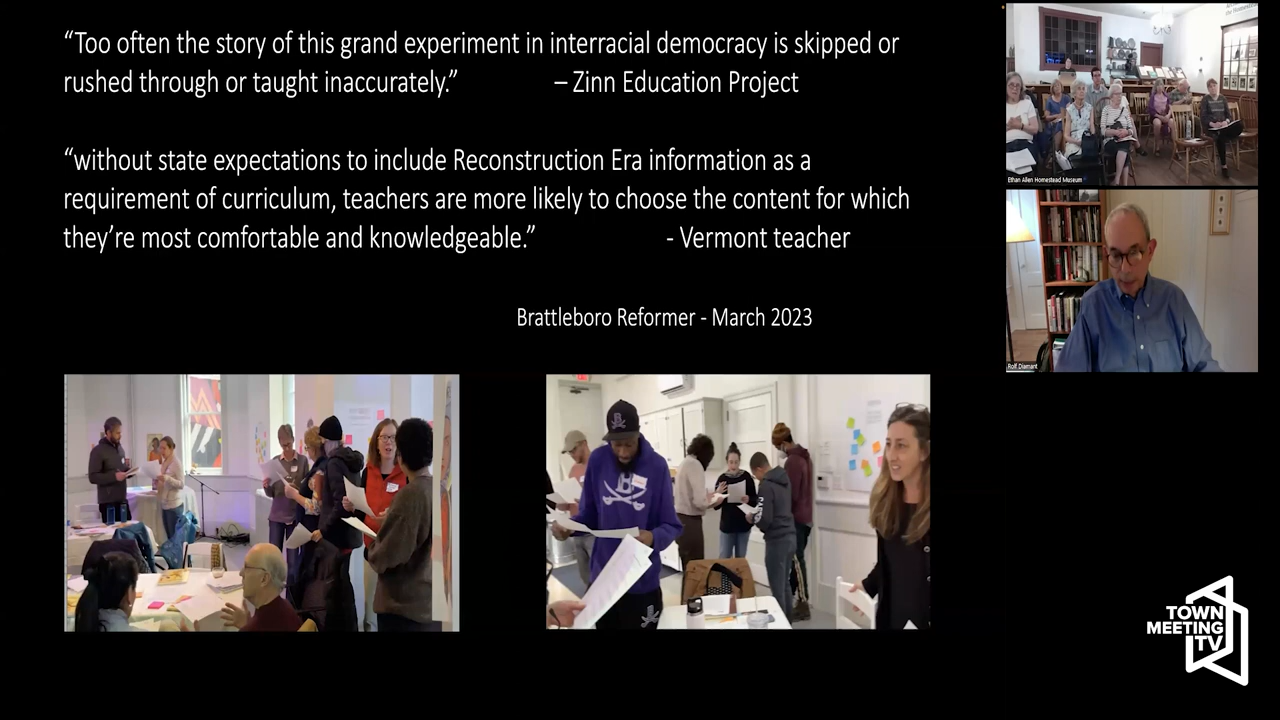 “Too often the story of this grand experiment in interracial democracy is skipped or
rushed through or taught inaccurately.” – Zinn Education Project
“without state expectations to include Reconstruction Era information as a
requirement of curriculum, teachers are more likely to choose the content for which
they’re most comfortable and knowledgeable.” - Vermont teacher
Brattleboro Reformer - March 2023
Ethan Allen Homestead Museum
Rolf Diamant
TOWN
MEETING
TV